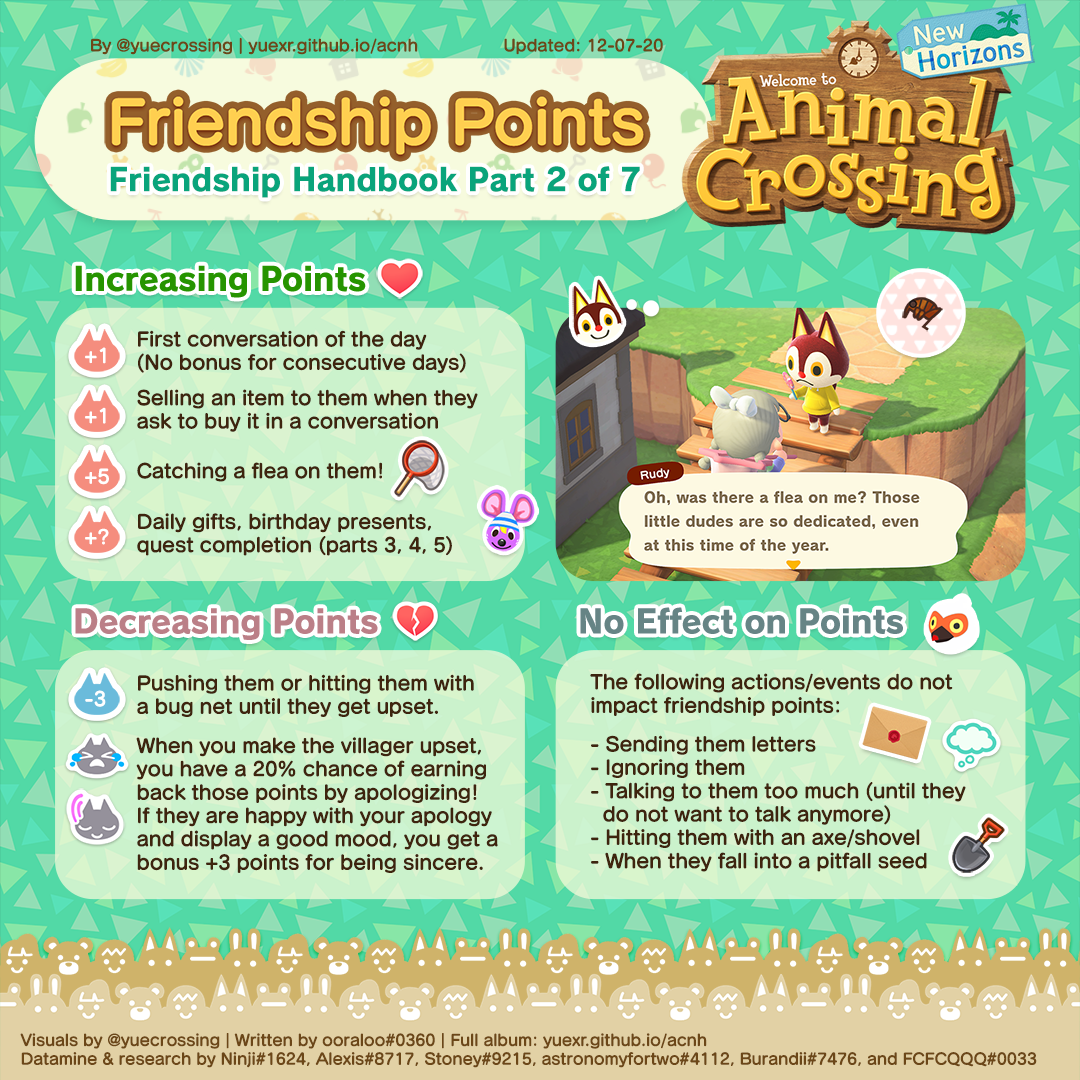 By @yuecrossing | yuexr.github.io/acnh
Updated: 12-07-20
Welcome to
Animal
Crossing
New
Horizons
Friendship Points
Friendship Handbook Part 2 of 7
Increasing Points
+1
First conversation of the day
(No bonus for consecutive days)
+1
Selling an item to them when they
ask to buy it in a conversation
+5
Catching a flea on them!
+?
Daily gifts, birthday presents,
quest completion (parts 3, 4, 5)
Rudy
Oh, was there a flea on me? Those
little dudes are so dedicated, even
at this time of the year.
Decreasing Points
-3
Pushing them or hitting them with
a bug net until they get upset.
When you make the villager upset,
you have a 20% chance of earning
back those points by apologizing!
If they are happy with your apology
and display a good mood, you get a
bonus +3 points for being sincere.
No Effect on Points
The following actions/events do not
impact friendship points:
- Sending them letters
- Ignoring them
- Talking to them too much (until they
do not want to talk anymore)
- Hitting them with an axe/shovel
- When they fall into a pitfall seed
Visuals by @yuecrossing | Written by ooraloo#0360 | Full album: yuexr.github.io/acnh
Datamine & research by Ninji#1624, Alexis#8717, Stoney#9215, astronomyfortwo#4112, Burandii#7476, and FCFCQQQ#0033